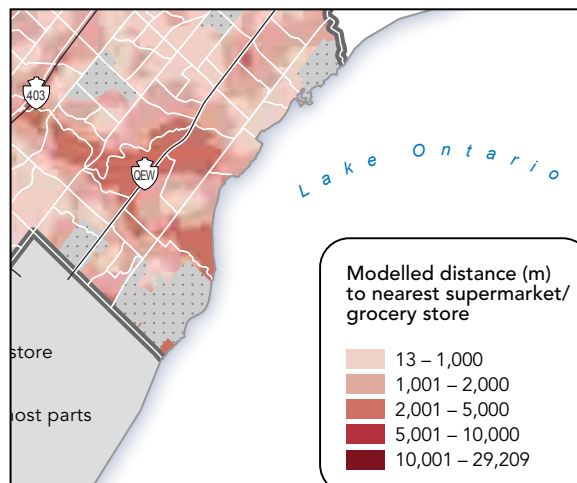 403
Lake Ontario
QEW
Modelled distance (m)
to nearest supermarket/
grocery store
13 – 1,000
1,001 – 2,000
2,001 – 5,000
5,001 – 10,000
10,001 – 29,209
store
most parts